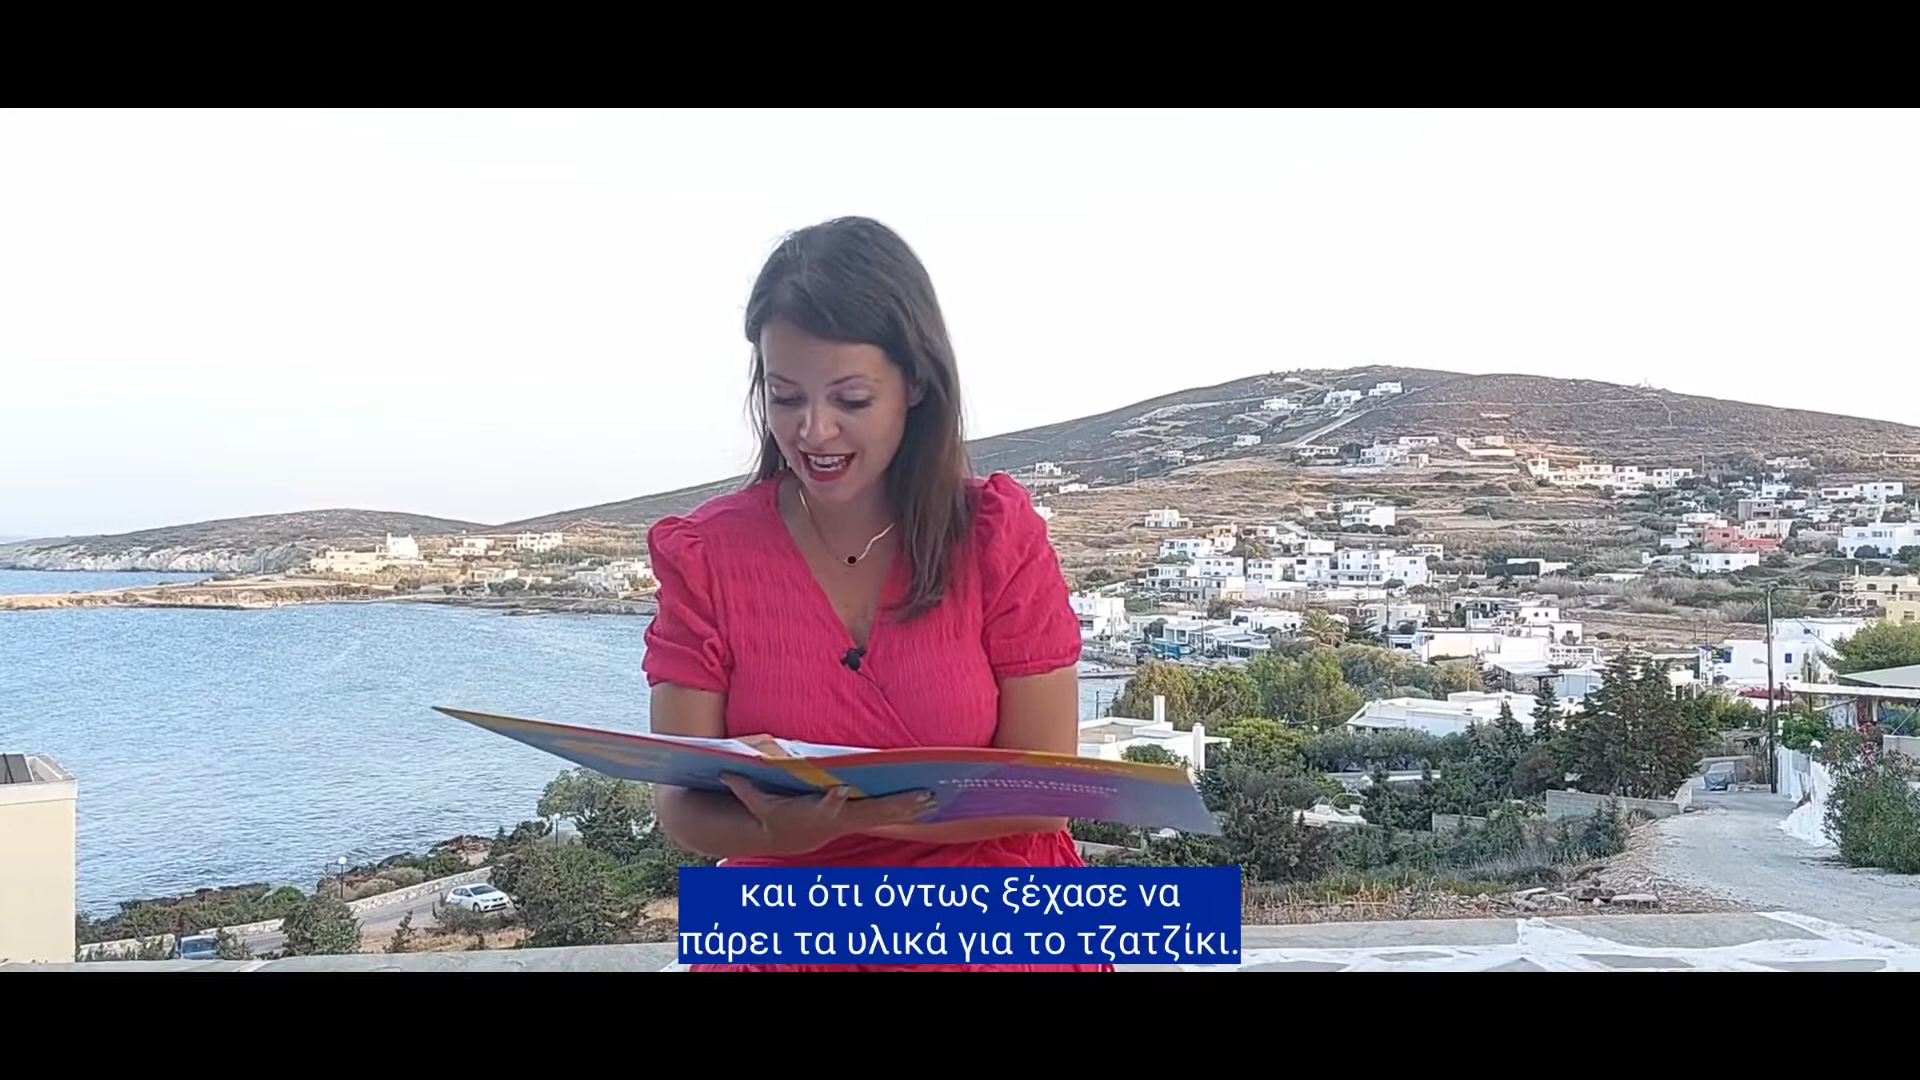 και ότι όντως ξέχασε να
πάρει τα υλικά για το τζατζίκι.